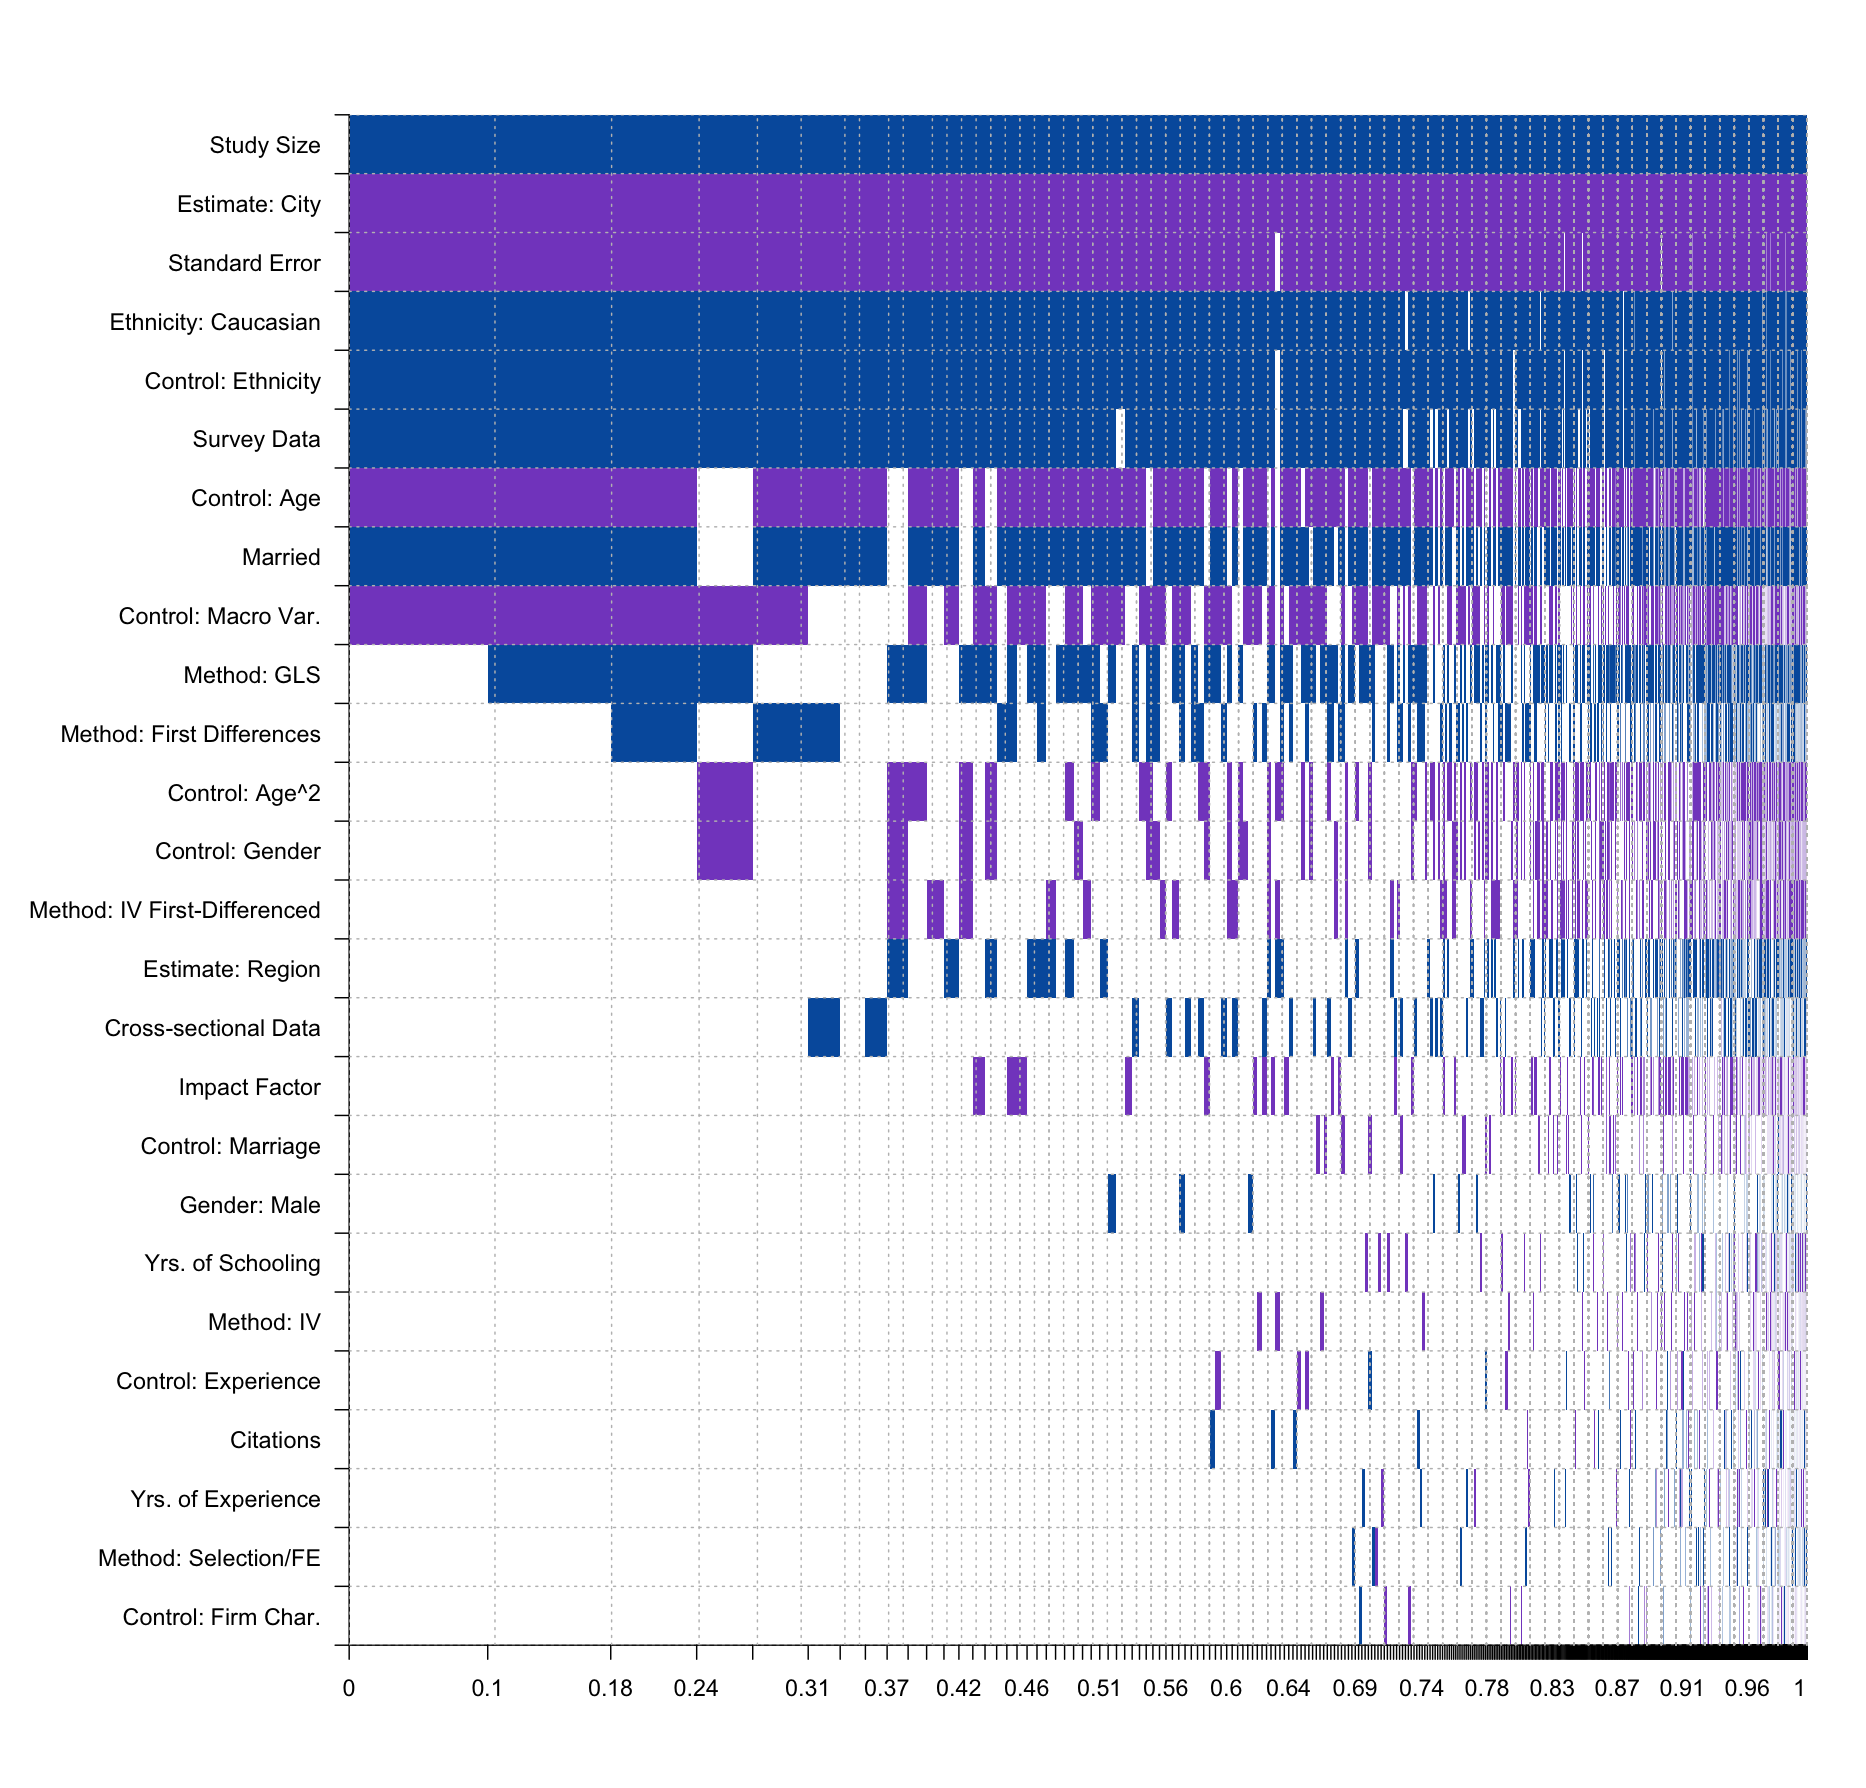 Study Size
Estimate: City
Standard Error
Ethnicity: Caucasian
Control: Ethnicity
Survey Data
Control: Age
Married
Control: Macro Var.
Method: GLS
Method: First Differences
Control: Age^2
Control: Gender
Method: IV First-Differenced
Estimate: Region
Cross-sectional Data
Impact Factor
Control: Marriage
Gender: Male
Yrs. of Schooling
Method: IV
Control: Experience
Citations
Yrs. of Experience
Method: Selection/FE
Control: Firm Char.
0 0.1 0.18 0.24 0.31 0.37 0.42 0.46 0.51 0.56 0.6 0.64 0.69 0.74 0.78 0.83 0.87 0.91 0.96 1